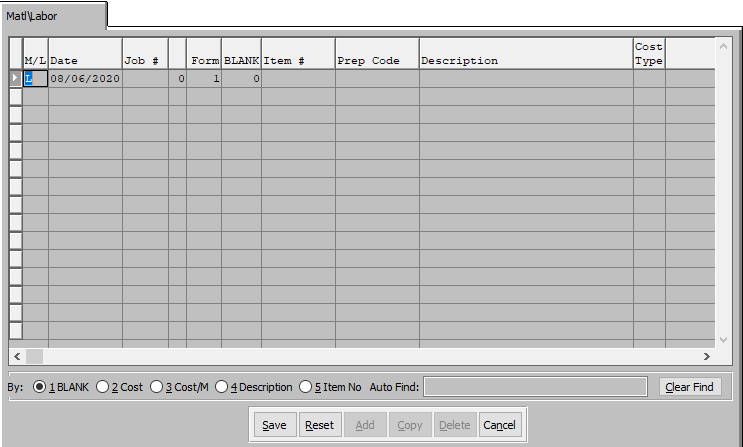 Matl\Labor
Cost
M/L Date Job # Form BLANK Item # Prep Code Description Type
L 08/06/2020 0 1 0
By: 1 BLANK 2 Cost 3 Cost/M 4 Description 5 Item No Auto Find: Clear Find
Save Reset Add Copy Delete Cancel